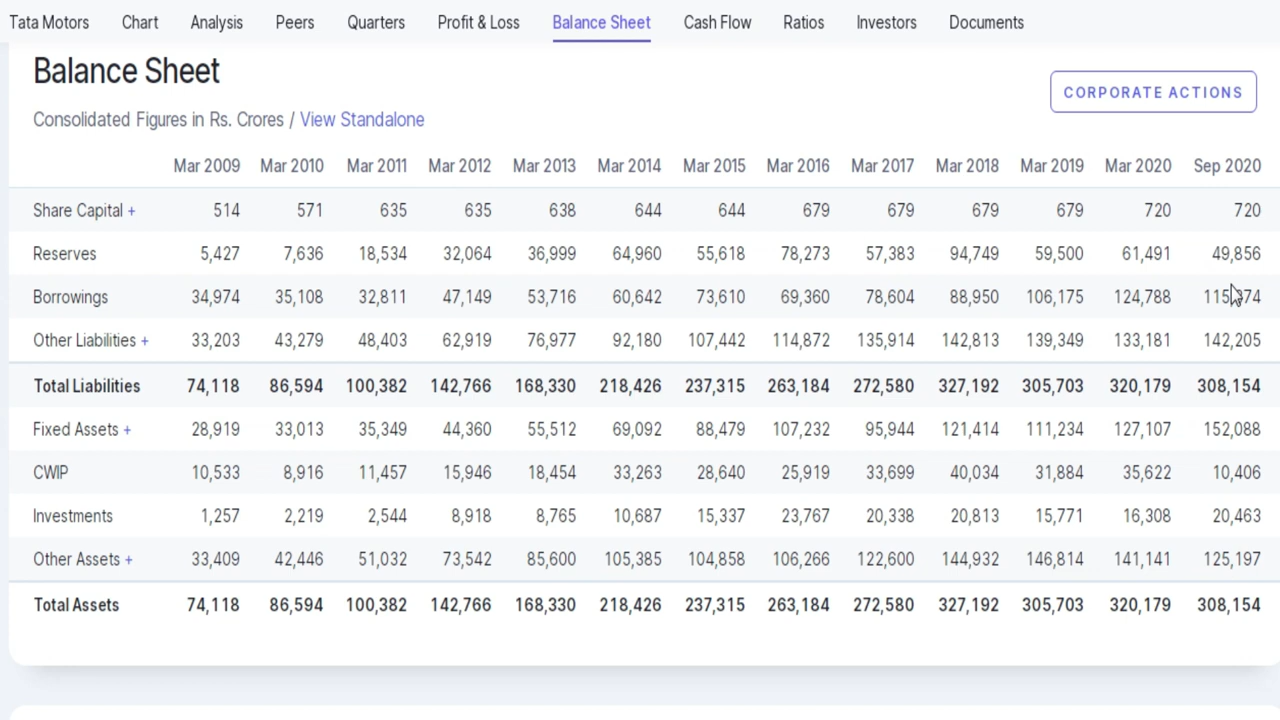 Tata Motors Chart Analysis Peers Quarters Profit & Loss Balance Sheet Cash Flow Ratios Investors Documents
Balance Sheet
CORPORATE ACTIONS
Consolidated Figures in Rs. Crores / View Standalone
Mar 2009 Mar 2010 Mar 2011 Mar 2012 Mar 2013 Mar 2014 Mar 2015 Mar 2016 Mar 2017 Mar 2018 Mar 2019 Mar 2020 Sep 2020
Share Capital + 514 571 635 635 638 644 644 679 679 679 679 720 720
Reserves 5,427 7,636 18,534 32,064 36,999 64,960 55,618 78,273 57,383 94,749 59,500 61,491 49,856
Borrowings 34,974 35,108 32,811 47,149 53,716 60,642 73,610 69,360 78,604 88,950 106,175 124,788
Other Liabilities + 33,203 43,279 48,403 62,919 76,977 92,180 107,442 114,872 135,914 142,813 139,349 133,181 142,205
Total Liabilities 74,118 86,594 100,382 142,766 168,330 218,426 237,315 263,184 272,580 327,192 305,703 320,179 308,154
Fixed Assets + 28,919 33,013 35,349 44,360 55,512 69,092 88,479 107,232 95,944 121,414 111,234 127,107 152,088
CWIP 10,533 8,916 11,457 15,946 18,454 33,263 28,640 25,919 33,699 40,034 31,884 35,622 10,406
Investments 1,257 2,219 2,544 8,918 8,765 10,687 15,337 23,767 20,338 20,813 15,771 16,308 20,463
Other Assets + 33,409 42,446 51,032 73,542 85,600 105,385 104,858 106,266 122,600 144,932 146,814 141,141 125,197
Total Assets 74,118 86,594 100,382 142,766 168,330 218,426 237,315 263,184 272,580 327,192 305,703 320,179 308,154